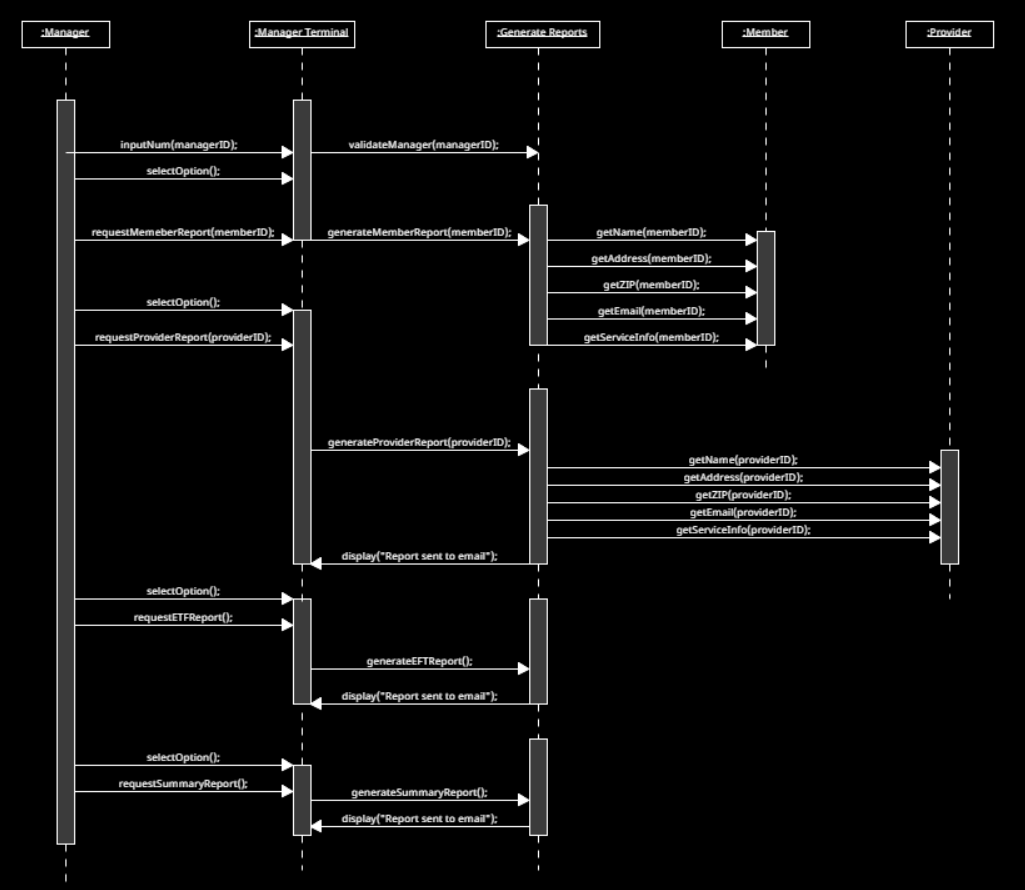 :Manager
:Manager Terminal
:Generate Reports
:Member
:Provider
inputNum(managerID);
validateManager(managerID);
selectOption();
requestMemeberReport(memberID);
generateMemberReport(memberID);
getName(memberID);
getAddress(memberID);
getZIP(memberID);
selectOption();
getEmail(memberID);
requestProviderReport(providerID);
getServiceInfo(memberID);
generateProviderReport(providerID);
getName(providerID);
getAddress(providerID);
getZIP(providerID);
getEmail(providerID);
getServiceInfo(providerID);
display("Report sent to email");
selectOption();
requestETFReport();
generateEFTReport();
display("Report sent to email");
selectOption();
requestSummaryReport();
generateSummaryReport();
display("Report sent to email");